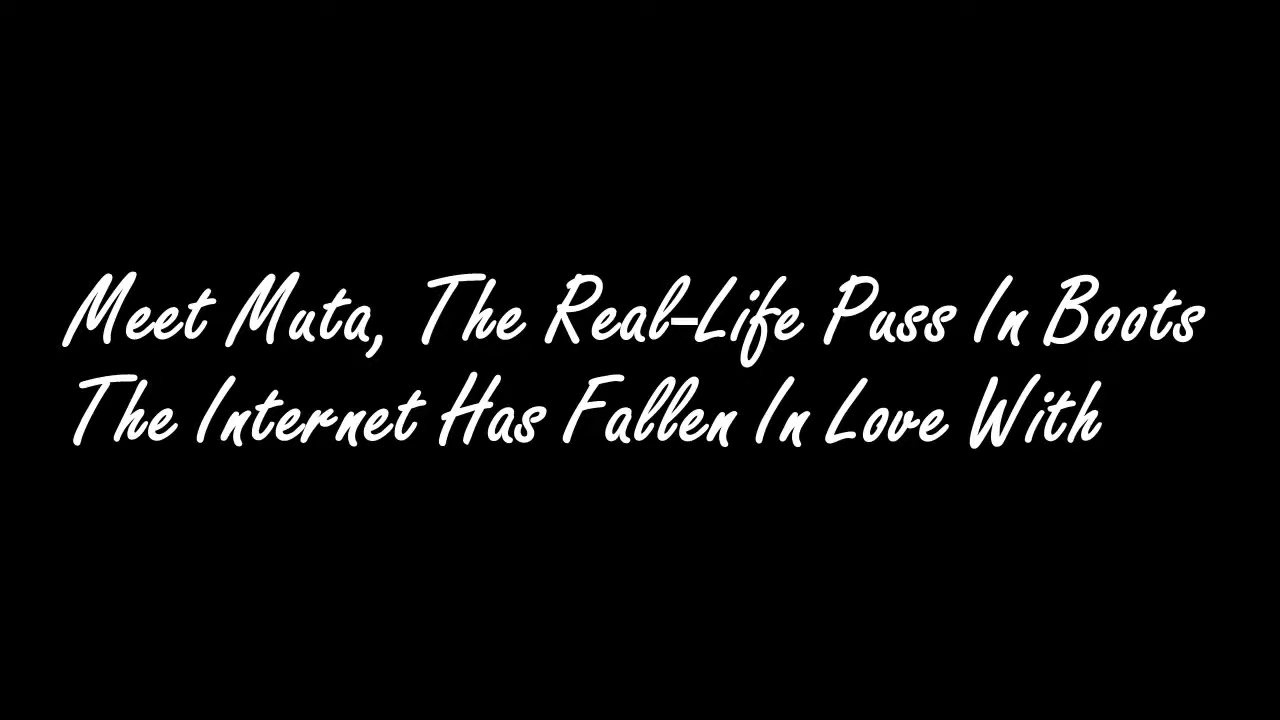 Meet Muta, The Real-Life Puss In Boots
The Internet Has Fallen In Love With